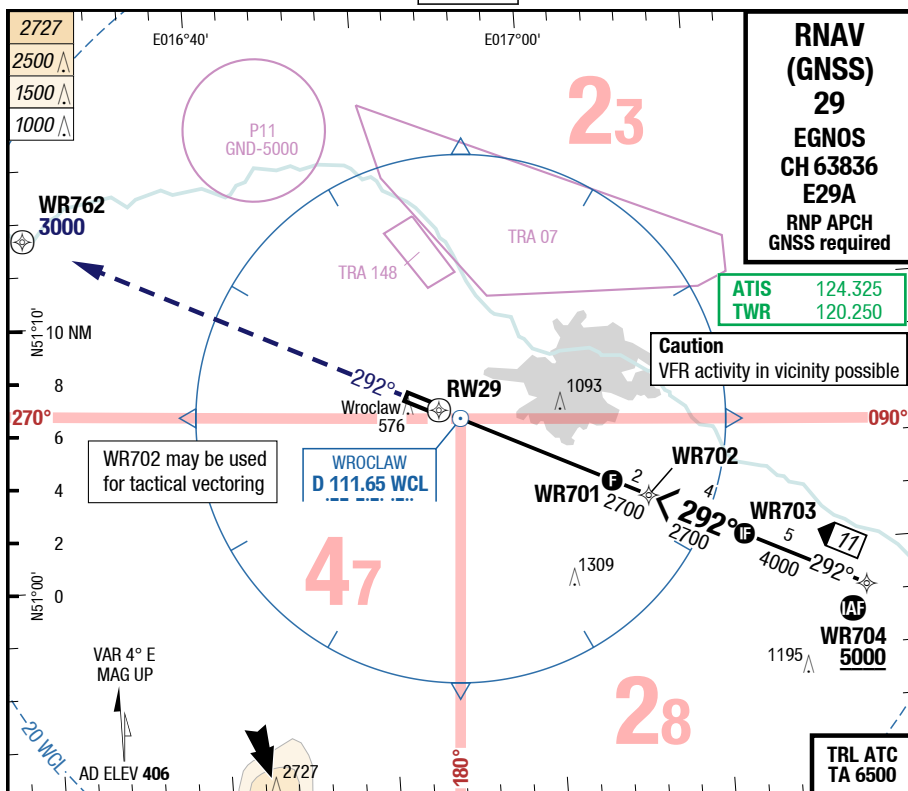 2727
2500
1500
1000
E016°40'
E017°00'
RNAV
(GNSS)
29
EGNOS
CH 63836
E29A
RNP APCH
GNSS required
23
P11
GND-5000
WR762
3000
TRA 07
TRA 148
ATIS 124.325
TWR 120.250
N51°10'
10 NM
Caution
VFR activity in vicinity possible
8
292°
RW29
1093
Wroclaw
576
270°
090°
6
WR702 may be used
for tactical vectoring
WROCLAW
D 111.65 WCL
WR702
2
WR701
F
2700
4
4
292°
2700
WR703
IF
5
11
4000
292°
2
47
1309
N51°00'
0
IAF
WR704
5000
VAR 4° E
MAG UP
1195
28
20 WCL
AD ELEV 406
2727
180°
TRL ATC
TA 6500